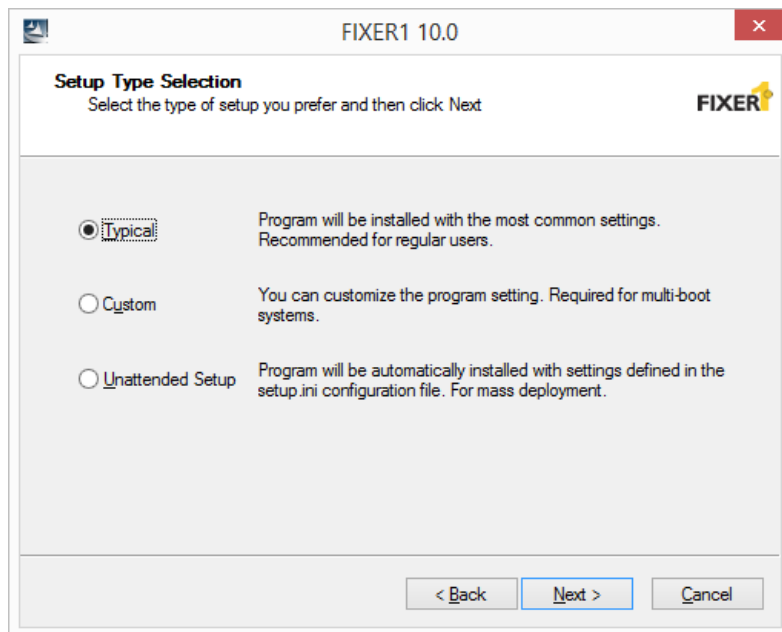 FIXER1 10.0
Setup Type Selection
Select the type of setup you prefer and then click Next
FIXER1
Typical
Program will be installed with the most common settings.
Recommended for regular users.
Custom
You can customize the program setting. Required for multi-boot
systems.
Unattended Setup
Program will be automatically installed with settings defined in the
setup.ini configuration file. For mass deployment.
< Back
Next >
Cancel